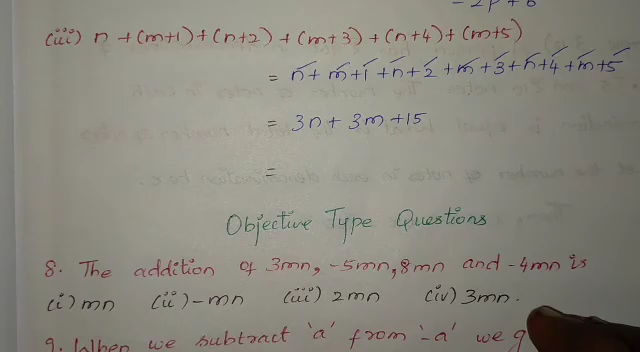 - 2p + 6
(iii) n + (m+1) + (n+2) + (m+3) + (n+4) + (m+5)
= n + m + 1 + n + 2 + m + 3 + n + 4 + m + 5
= 3n + 3m + 15
=
Objective Type Questions
8. The addition of 3mn, -5mn, 8mn and -4mn is
(i) mn (ii) -mn (iii) 2mn (iv) 3mn.
9. When we subtract 'a' from '-a' we g